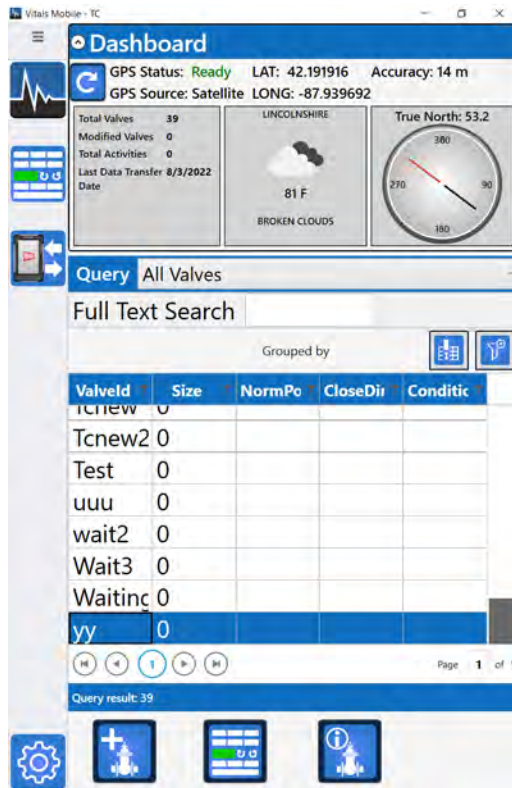 Vitals Mobile - TC
Dashboard
GPS Status: Ready LAT: 42.191916 Accuracy: 14 m
GPS Source: Satellite LONG: -87.939692
Total Valves 39
Modified Valves 0
Total Activities 0
Last Data Transfer 8/3/2022
Date
LINCOLNSHIRE
81 F
BROKEN CLOUDS
True North: 53.2
360
270
90
180
Query All Valves
Full Text Search
Grouped by
ValveId Size NormPo CloseDir Conditic
Tcnew 0
Tcnew2 0
Test 0
uuu 0
wait2 0
Wait3 0
Waiting 0
yy 0
1
Page 1 of
Query result: 39